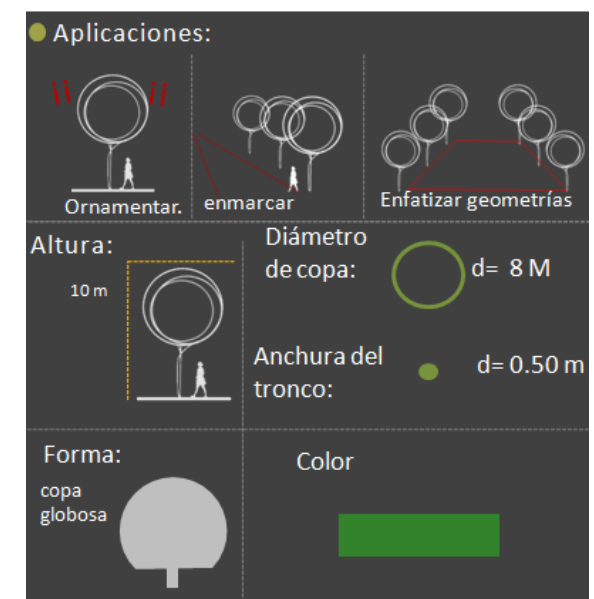 Aplicaciones:
¡¡ ¡¡
Ornamentar.
enmarcar
Enfatizar geometrías
Altura:
10 m
Diámetro
de copa:
d= 8 M
Anchura del
tronco:
d= 0.50 m
Forma:
copa
globosa
Color